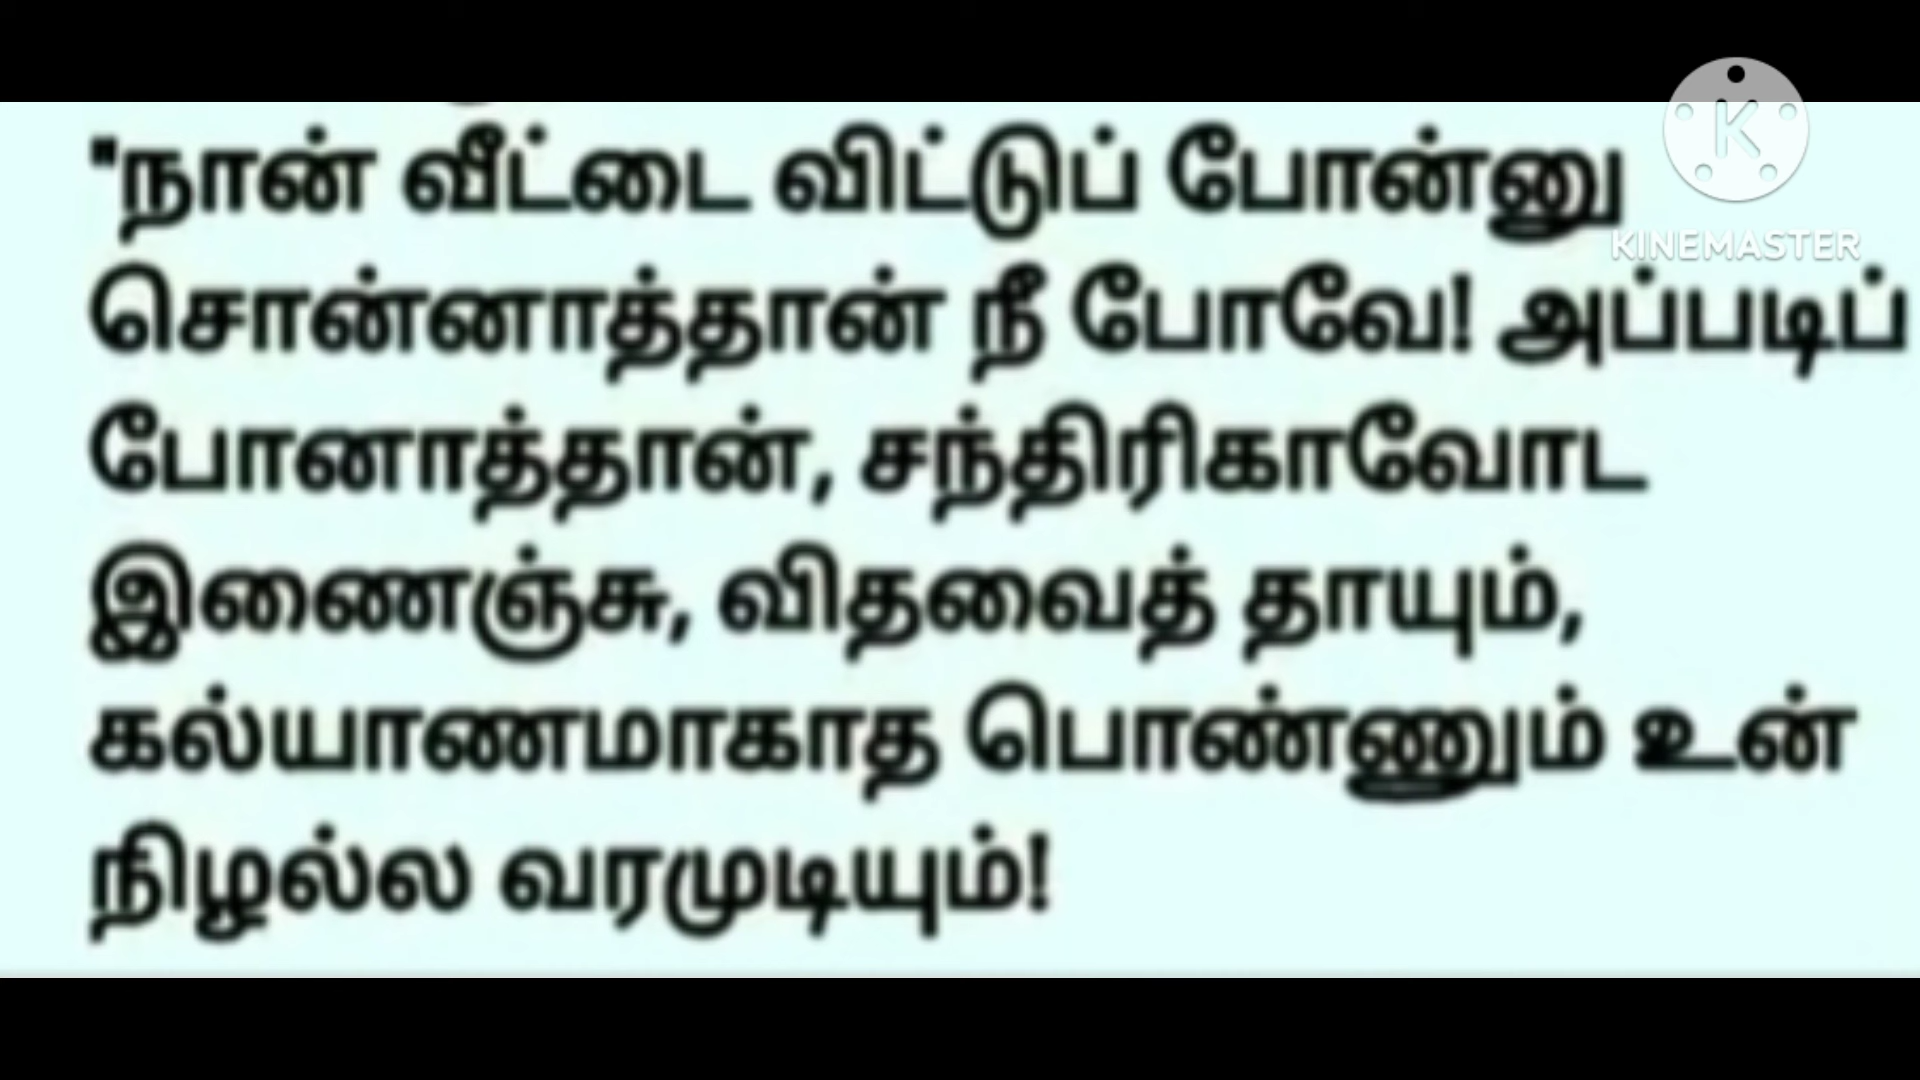 "நான் வீட்டை விட்டுப் போன்னு
சொன்னாத்தான் நீ போவே! அப்படிப்
போனாத்தான், சந்திரிகாவோட
இணைஞ்சு, விதவைத் தாயும்,
கல்யாணமாகாத பொண்ணும் உன்
நிழல்ல வரமுடியும்!
K
KINEMASTER